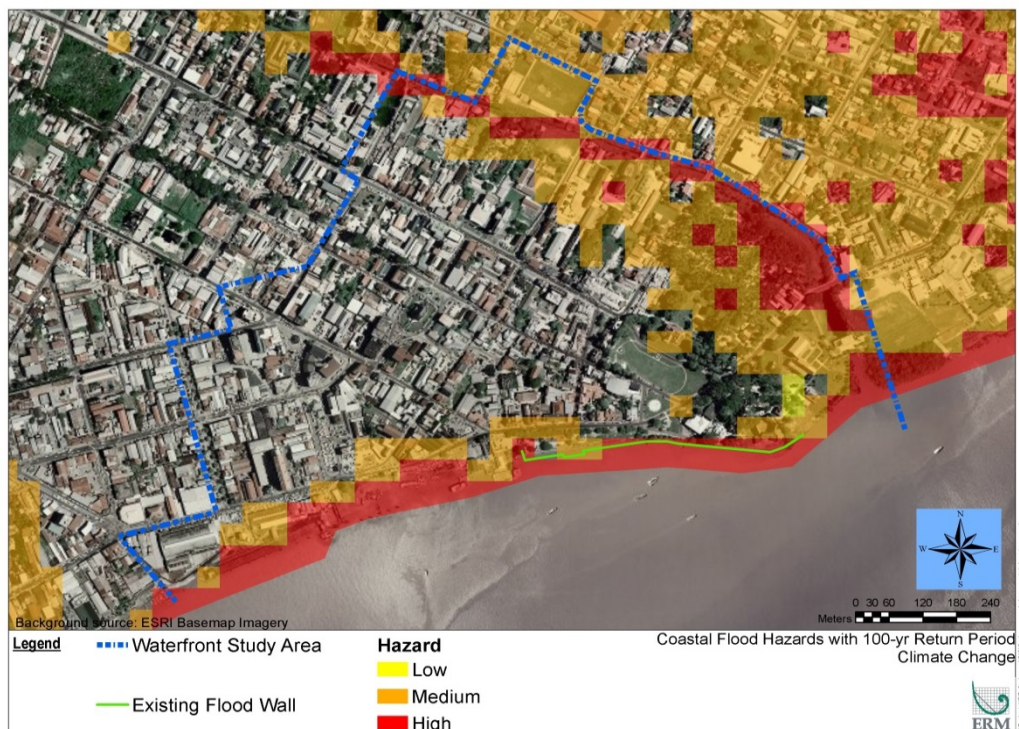 N
W E
S
0 30 60 120 180 240
Meters
Background source: ESRI Basemap Imagery
Legend
Waterfront Study Area
Existing Flood Wall
Hazard
Low
Medium
High
Coastal Flood Hazards with 100-yr Return Period
Climate Change
ERM